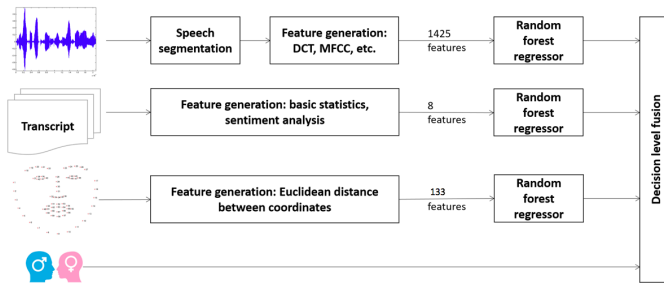 Speech
segmentation
Feature generation:
DCT, MFCC, etc.
1425
features
Random
forest
regressor
Transcript
Feature generation: basic statistics,
sentiment analysis
8
features
Random
forest
regressor
Feature generation: Euclidean distance
between coordinates
133
features
Random
forest
regressor
Decision level fusion